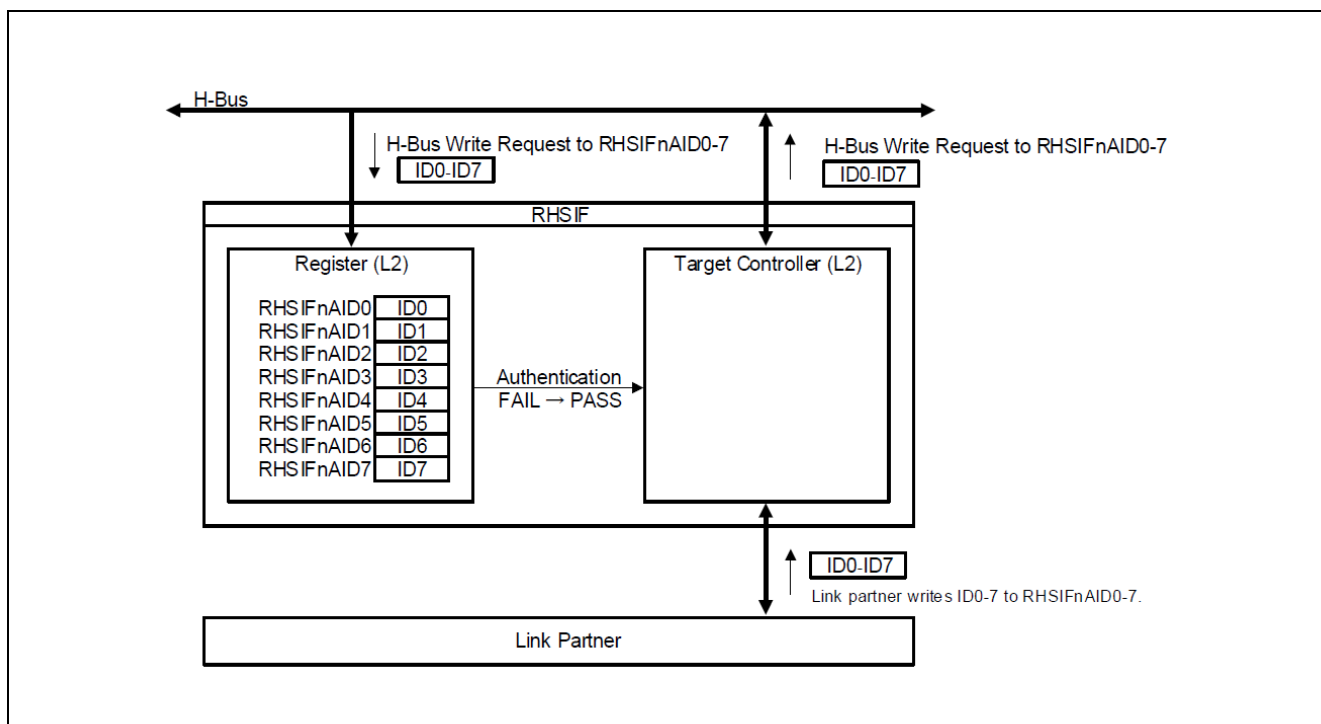 H-Bus
H-Bus Write Request to RHSIFnAID0-7
ID0-ID7
H-Bus Write Request to RHSIFnAID0-7
ID0-ID7
RHSIF
Register (L2)
Target Controller (L2)
RHSIFnAID0 ID0
RHSIFnAID1 ID1
RHSIFnAID2 ID2
RHSIFnAID3 ID3
RHSIFnAID4 ID4
RHSIFnAID5 ID5
RHSIFnAID6 ID6
RHSIFnAID7 ID7
Authentication
FAIL → PASS
ID0-ID7
Link partner writes ID0-7 to RHSIFnAID0-7.
Link Partner